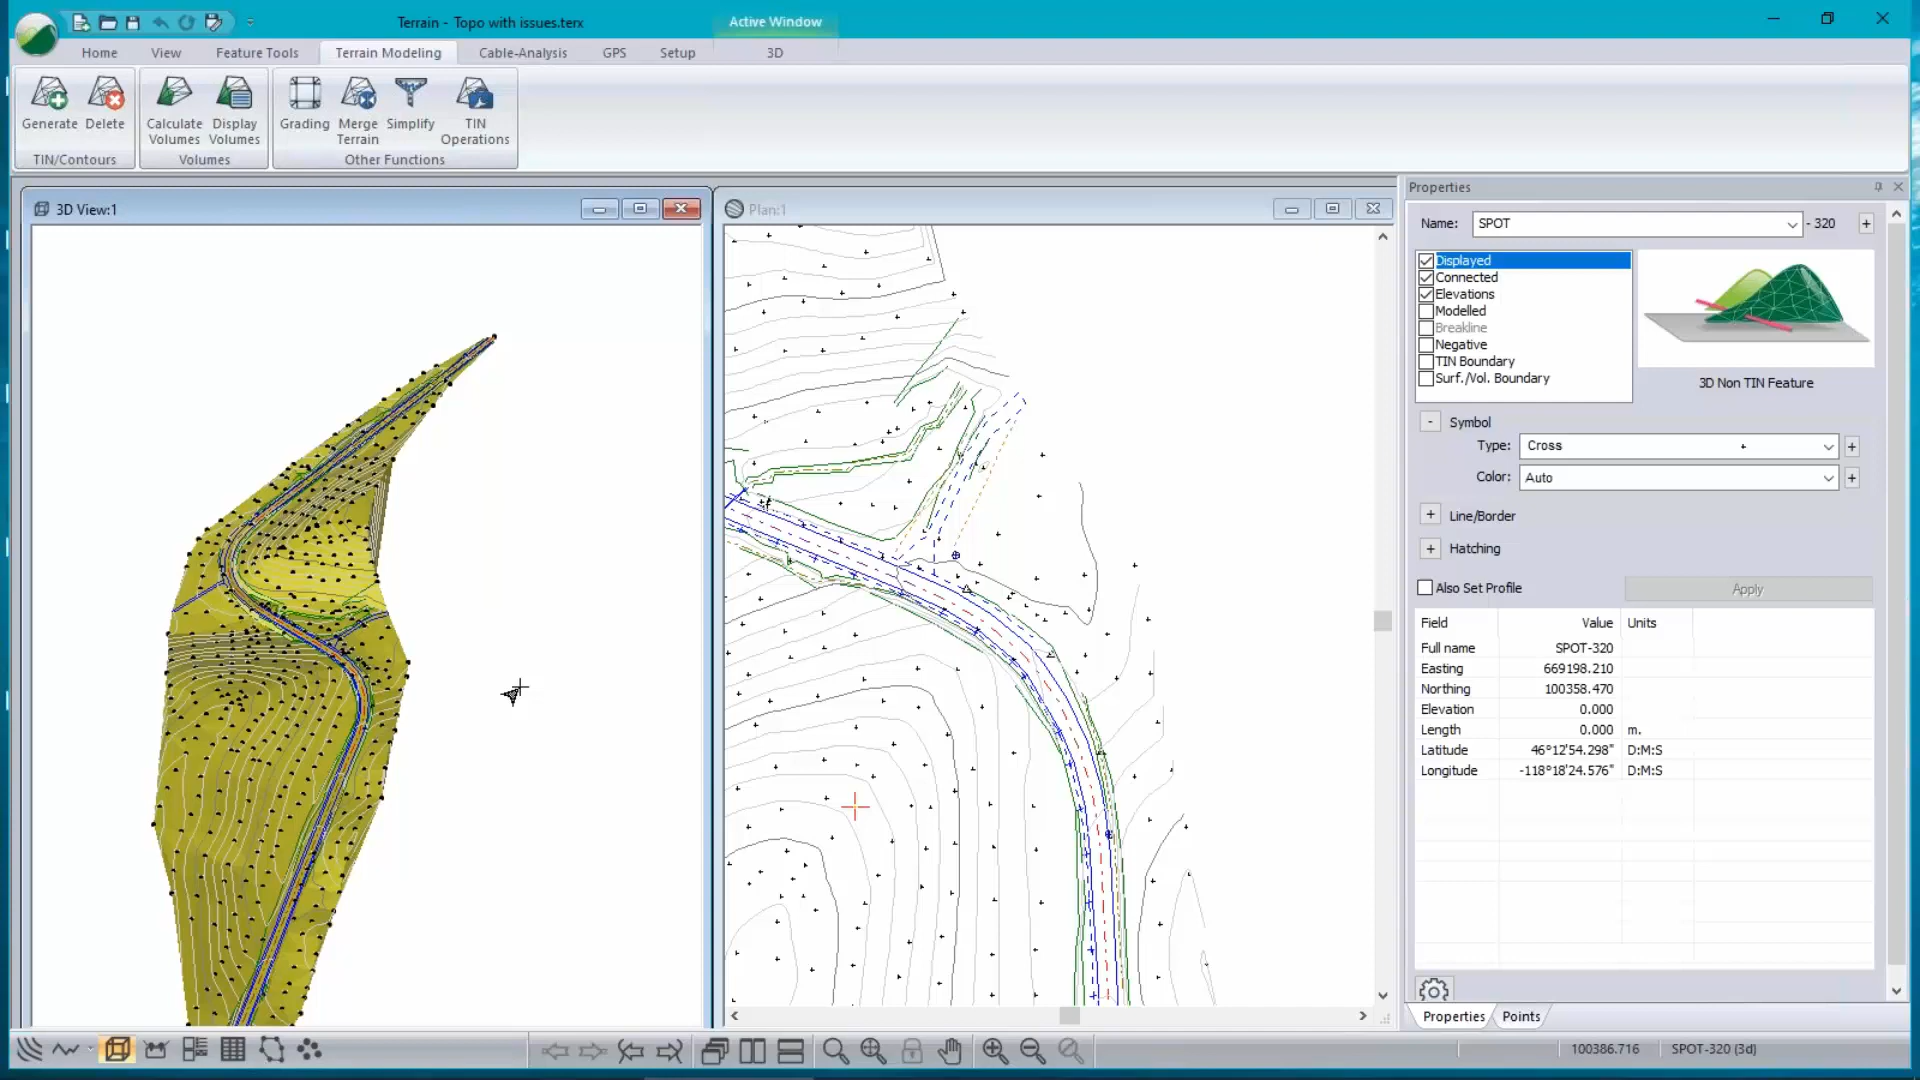 Terrain - Topo with issues.terx
Active Window
Home View Feature Tools Terrain Modeling Cable-Analysis GPS Setup 3D
Generate Delete Calculate Volumes Display Volumes Grading Merge Terrain Simplify TIN Operations
TIN/Contours Volumes Other Functions
3D View:1
Plan:1
Properties
Name: SPOT - 320 +
Displayed
Connected
Elevations
Modelled
Breakline
Negative
TIN Boundary
Surf./Vol. Boundary
3D Non TIN Feature
- Symbol
Type: Cross +
Color: Auto +
+ Line/Border
+ Hatching
Also Set Profile Apply
Field Value Units
Full name SPOT-320
Easting 669198.210
Northing 100358.470
Elevation 0.000
Length 0.000 m.
Latitude 46°12'54.298" D:M:S
Longitude -118°18'24.576" D:M:S
Properties Points
100386.716 SPOT-320 (3d)